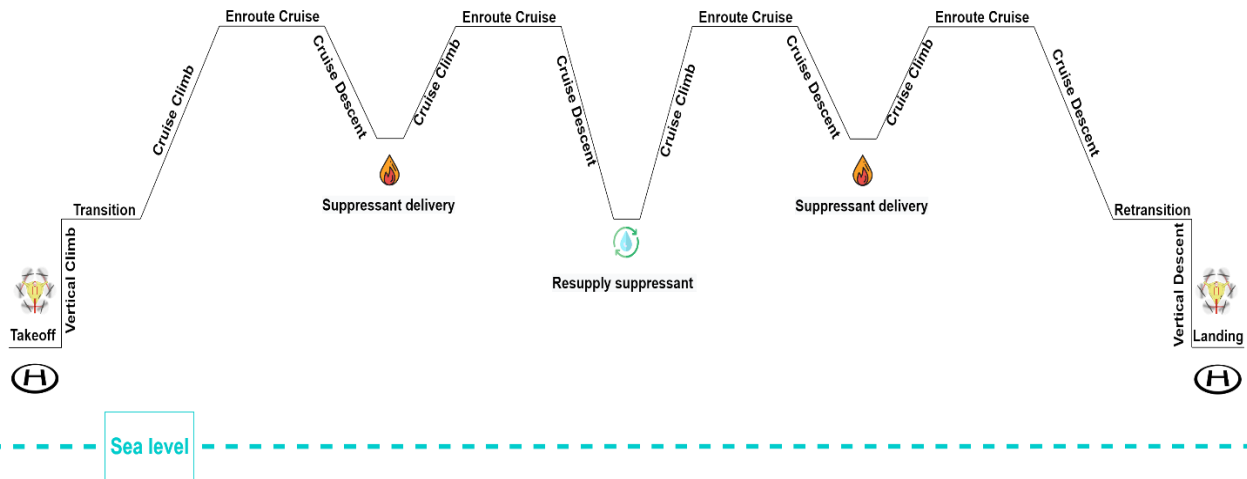 Enroute Cruise
Enroute Cruise
Enroute Cruise
Enroute Cruise
Cruise Climb
Cruise Descent
Cruise Climb
Cruise Descent
Cruise Climb
Cruise Descent
Cruise Climb
Cruise Descent
Suppressant delivery
Suppressant delivery
Transition
Retransition
Vertical Climb
Vertical Descent
Resupply suppressant
Takeoff
Landing
H
H
Sea level